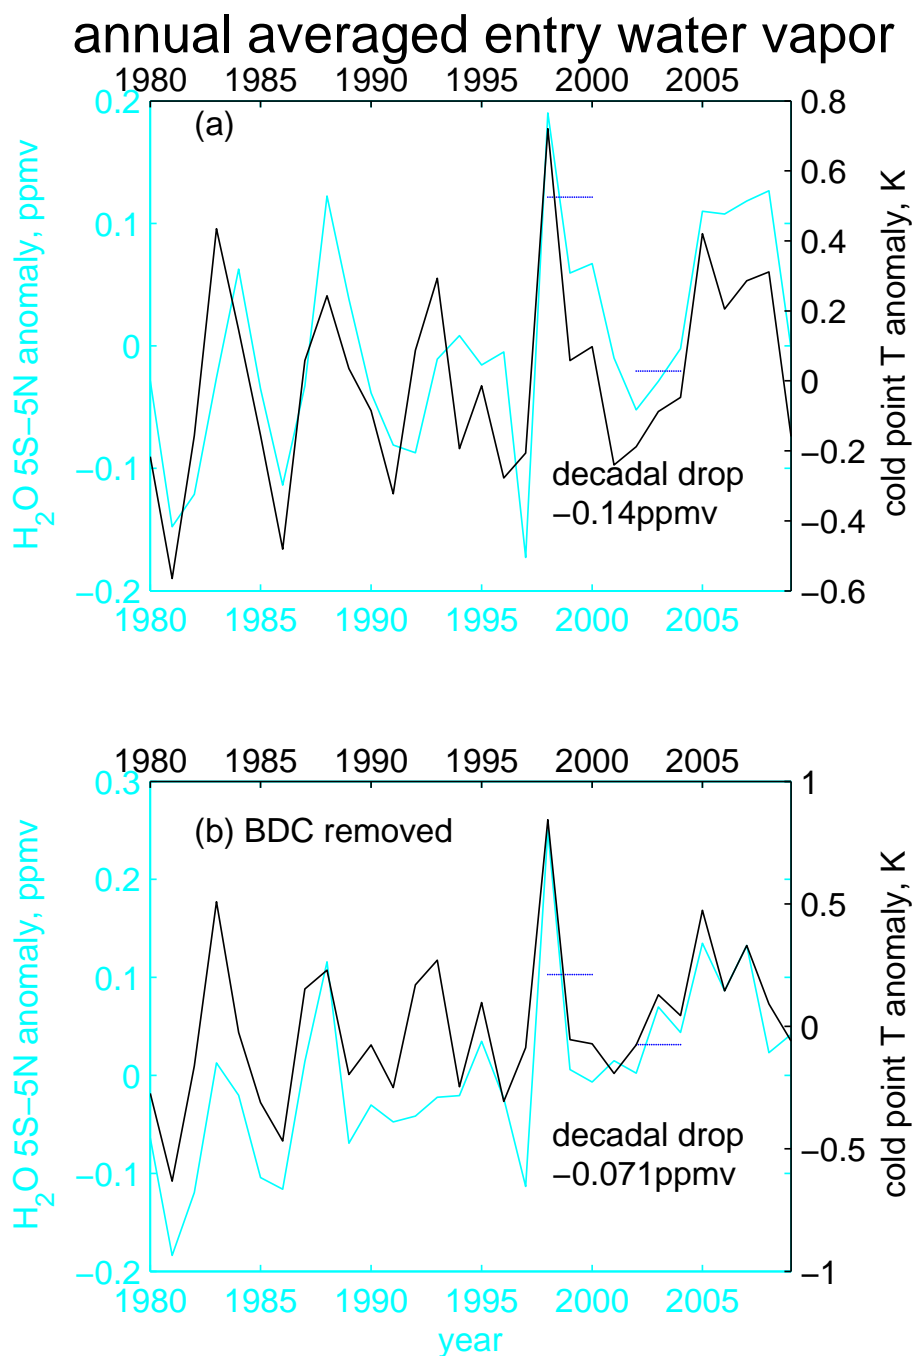 annual averaged entry water vapor
1980 1985 1990 1995 2000 2005
(a)
0.2
0.1
0
−0.1
−0.2
H2O 5S−5N anomaly, ppmv
0.8
0.6
0.4
0.2
0
−0.2
−0.4
−0.6
cold point T anomaly, K
decadal drop
−0.14ppmv
1980 1985 1990 1995 2000 2005
1980 1985 1990 1995 2000 2005
(b) BDC removed
0.3
0.2
0.1
0
−0.1
−0.2
H2O 5S−5N anomaly, ppmv
1
0.5
0
−0.5
−1
cold point T anomaly, K
decadal drop
−0.071ppmv
1980 1985 1990 1995 2000 2005
year